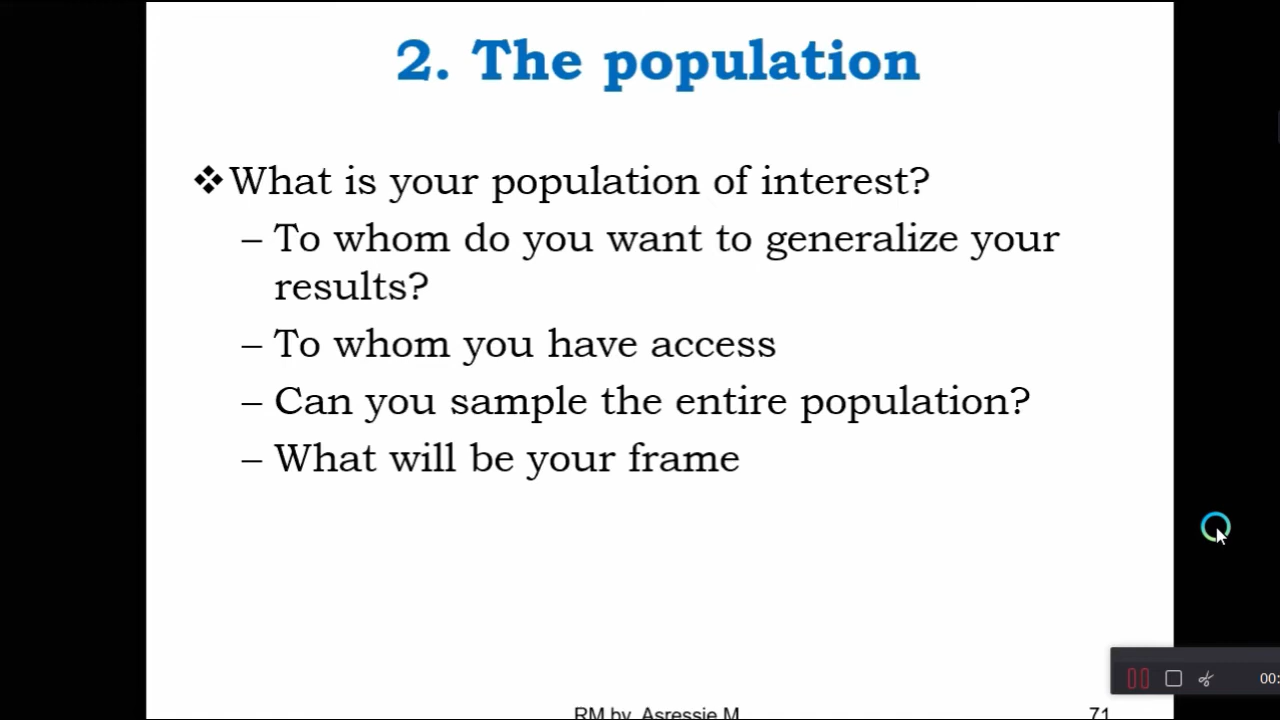 2. The population
❖What is your population of interest?
– To whom do you want to generalize your
results?
– To whom you have access
– Can you sample the entire population?
– What will be your frame
RM by Asressie M
71
00: